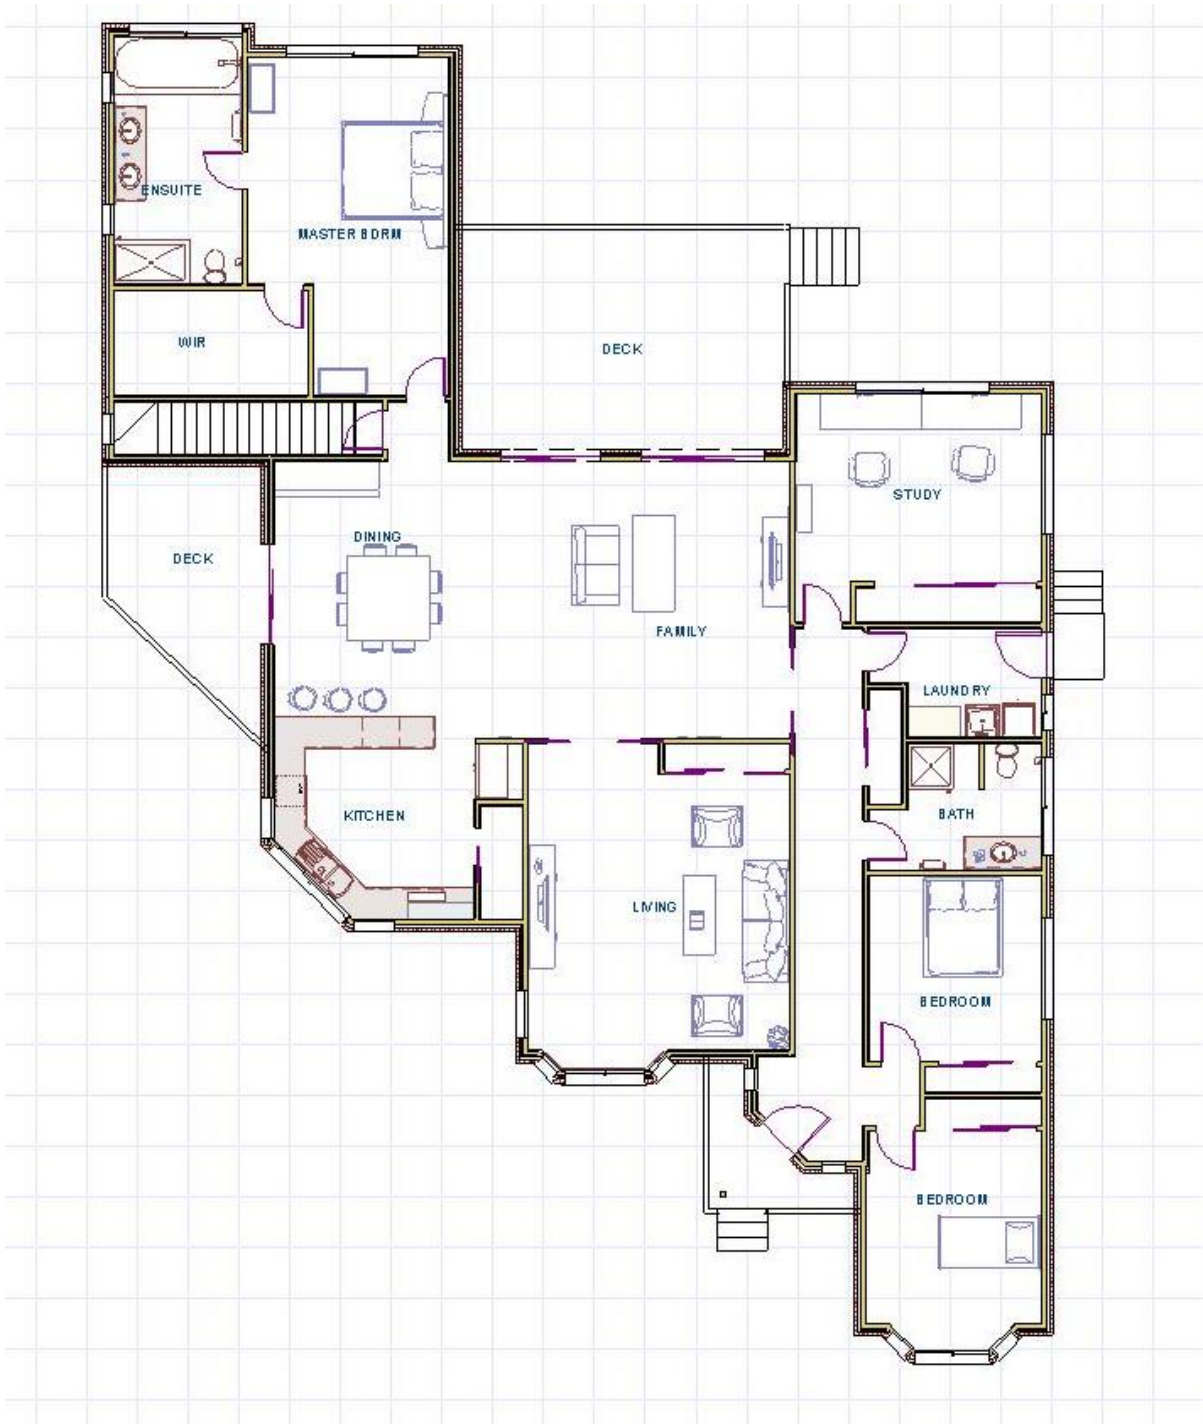 ENSUITE
MASTER BDRM
WIR
DECK
STUDY
DINING
DECK
FAMILY
LAUNDRY
KITCHEN
BATH
LIVING
BEDROOM
BEDROOM